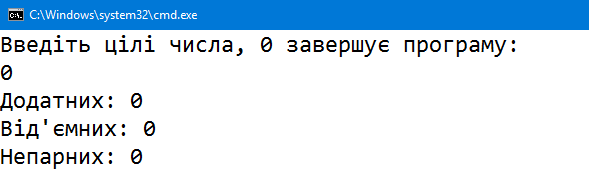 C:\Windows\system32\cmd.exe
Введіть цілі числа, 0 завершує програму:
0
Додатних: 0
Від'ємних: 0
Непарних: 0